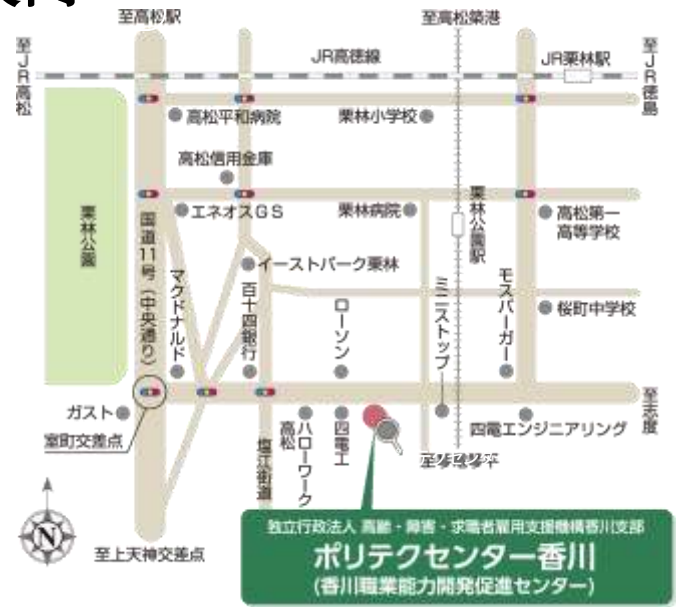 至高松駅
至高松築港
至JR高松
JR高徳線
JR栗林駅
至JR徳島
高松平和病院
栗林小学校
高松信用金庫
栗林公園
国道11号（中央通り）
エネオスGS
栗林病院
栗林公園駅
高松第一
高等学校
マクドナルド
イーストパーク栗林
百十四銀行
ローソン
ミニストップ
モスバーガー
桜町中学校
至志度
ガスト
室町交差点
塩江街道
ハローワーク
高松
四電工
四電エンジニアリング
N
至上天神交差点
独立行政法人 高齢・障害・求職者雇用支援機構香川支部
ポリテクセンター香川
(香川職業能力開発促進センター)